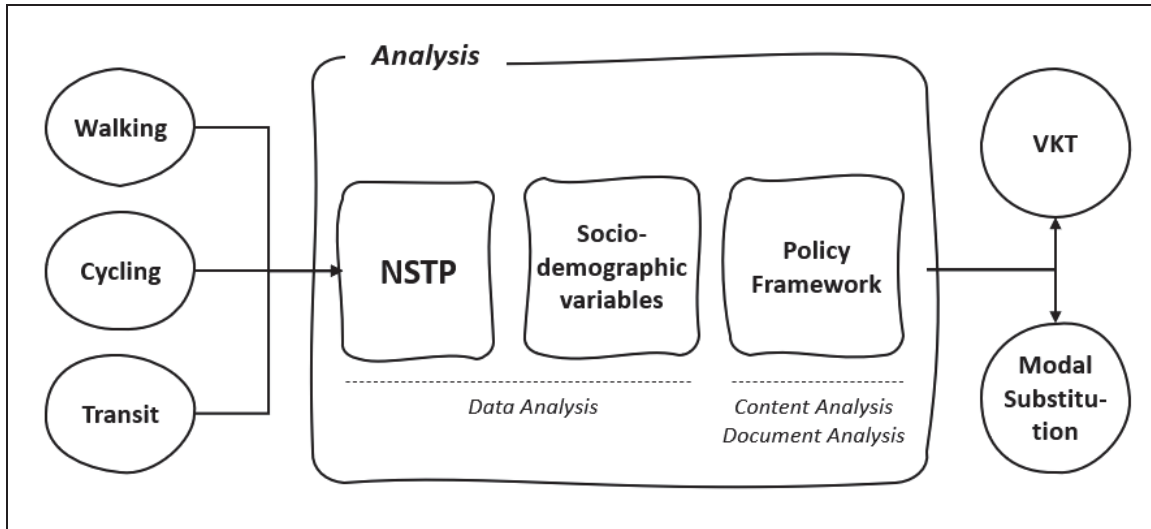 Analysis
Walking
Cycling
Transit
NSTP
Socio-
demographic
variables
Policy
Framework
Data Analysis
Content Analysis
Document Analysis
VKT
Modal
Substitu-
tion